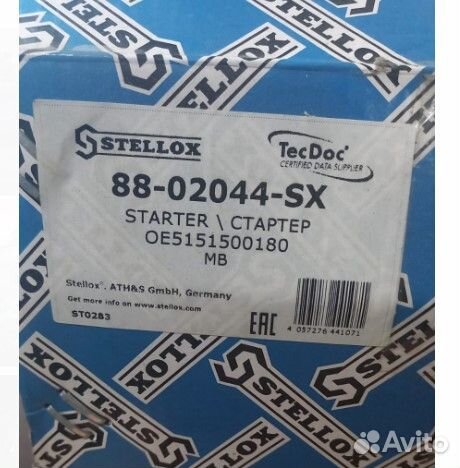 STELLOX
TecDoc
CERTIFIED DATA SUPPLIER
88-02044-SX
STARTER \ СТАРТЕР
OE5151500180
MB
Stellox®, ATH&S GmbH, Germany
Get more info on www.stellox.com
ST0283
EAC
4 057276 441071
STELLOX
STELLOX
STELLOX
STELLOX
Avito